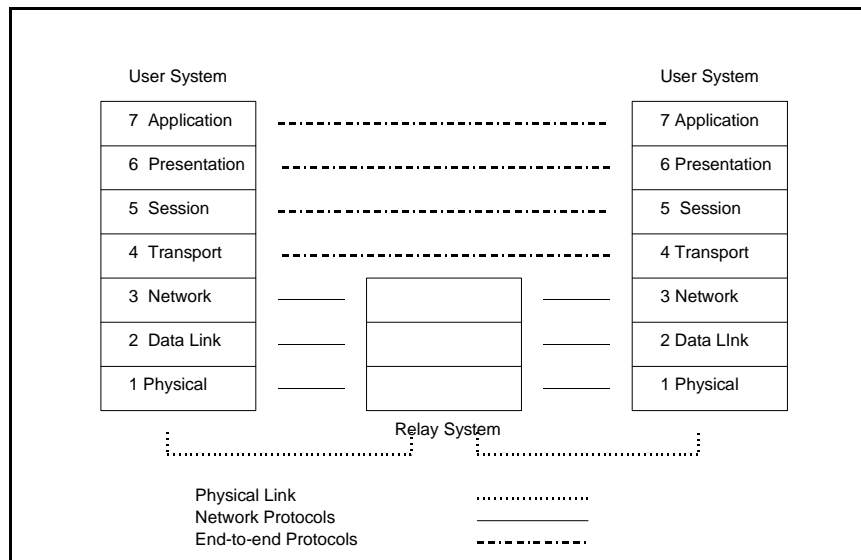 User System User System
7 Application 7 Application
6 Presentation 6 Presentation
5 Session 5 Session
4 Transport 4 Transport
3 Network 3 Network
2 Data Link 2 Data LInk
1 Physical 1 Physical
Relay System
Physical Link
Network Protocols
End-to-end Protocols